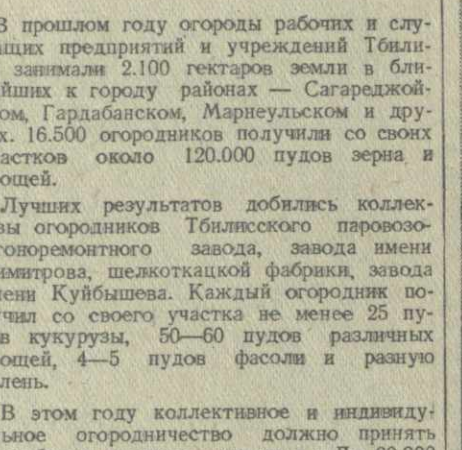 В прошлом году огороды рабочих и слу-
ащих предприятий и учреждений Тбили-
занимали 2.100 гектаров земли в бли-
йших к городу районах — Сагареджой-
ом, Гардабанском, Марнеульском и дру-
х. 16.500 огородников получили со своих
астков около 120.000 пудов зерна и
ощей.
Лучших результатов добились коллек-
вы огородников Тбилисского паровозо-
гоноремонтного завода, завода имени
имитрова, шелкоткацкой фабрики, завода
ени Куйбышева. Каждый огородник по-
чил со своего участка не менее 25 пу-
в кукурузы, 50—60 пудов различных
ощей, 4—5 пудов фасоли и разную
лень.
В этом году коллективное и индивиду-
ьное огородничество должно принять